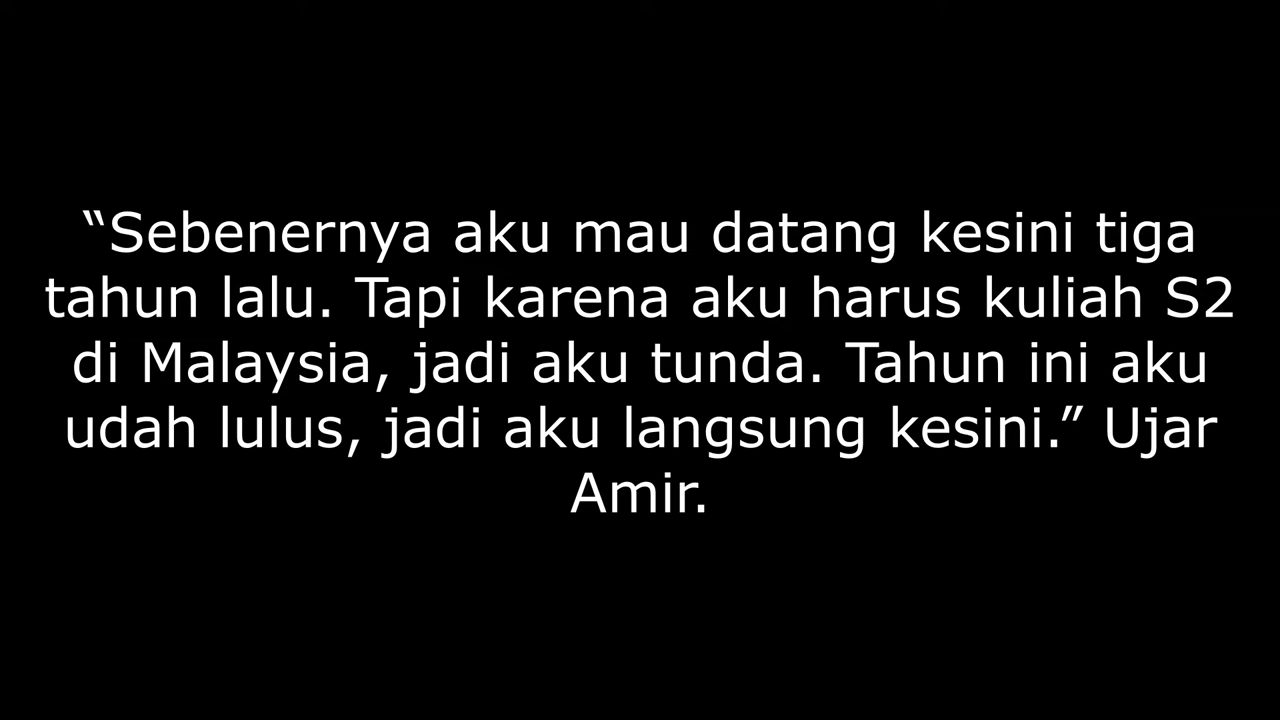 “Sebenernya aku mau datang kesini tiga
tahun lalu. Tapi karena aku harus kuliah S2
di Malaysia, jadi aku tunda. Tahun ini aku
udah lulus, jadi aku langsung kesini.” Ujar
Amir.